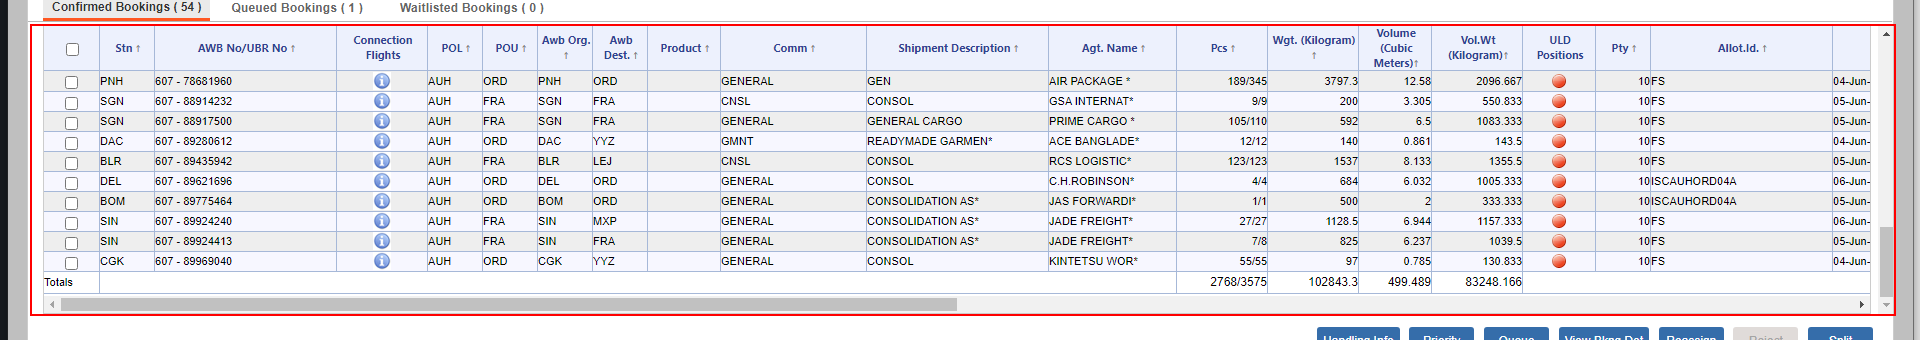 Confirmed Bookings ( 54 ) Queued Bookings ( 1 ) Waitlisted Bookings ( 0 )
Stn ↑ AWB No/UBR No ↑ Connection Flights POL ↑ POU ↑ Awb Org. ↑ Awb Dest. ↑ Product ↑ Comm ↑ Shipment Description ↑ Agt. Name ↑ Pcs ↑ Wgt. (Kilogram) ↑ Volume (Cubic Meters)↑ Vol.Wt (Kilogram)↑ ULD Positions Pty ↑ Allot.Id. ↑
PNH 607 - 78681960 AUH ORD PNH ORD GENERAL GEN AIR PACKAGE * 189/345 3797.3 12.58 2096.667 10 FS 04-Jun-
SGN 607 - 88914232 AUH FRA SGN FRA CNSL CONSOL GSA INTERNAT* 9/9 200 3.305 550.833 10 FS 05-Jun-
SGN 607 - 88917500 AUH FRA SGN FRA GENERAL GENERAL CARGO PRIME CARGO * 105/110 592 6.5 1083.333 10 FS 05-Jun-
DAC 607 - 89280612 AUH ORD DAC YYZ GMNT READYMADE GARMEN* ACE BANGLADE* 12/12 140 0.861 143.5 10 FS 04-Jun-
BLR 607 - 89435942 AUH FRA BLR LEJ CNSL CONSOL RCS LOGISTIC* 123/123 1537 8.133 1355.5 10 FS 05-Jun-
DEL 607 - 89621696 AUH ORD DEL ORD GENERAL CONSOL C.H.ROBINSON* 4/4 684 6.032 1005.333 10 ISCAUHORD04A 06-Jun-
BOM 607 - 89775464 AUH ORD BOM ORD GENERAL CONSOLIDATION AS* JAS FORWARDI* 1/1 500 2 333.333 10 ISCAUHORD04A 05-Jun-
SIN 607 - 89924240 AUH FRA SIN MXP GENERAL CONSOLIDATION AS* JADE FREIGHT* 27/27 1128.5 6.944 1157.333 10 FS 06-Jun-
SIN 607 - 89924413 AUH FRA SIN FRA GENERAL CONSOLIDATION AS* JADE FREIGHT* 7/8 825 6.237 1039.5 10 FS 05-Jun-
CGK 607 - 89969040 AUH ORD CGK YYZ GENERAL CONSOL KINTETSU WOR* 55/55 97 0.785 130.833 10 FS 04-Jun-
Totals 2768/3575 102843.3 499.489 83248.166
Handling Info Priority Queue View Pkng Det Reassign Reject Split